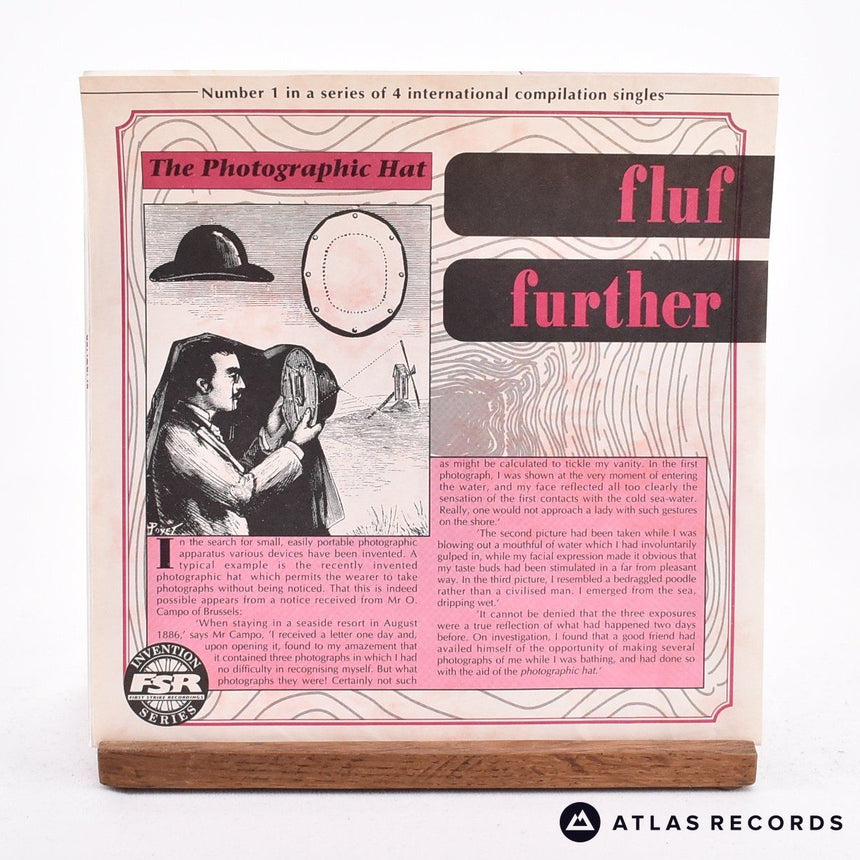 Number 1 in a series of 4 international compilation singles
The Photographic Hat
fluf
further
Poyet
In the search for small, easily portable photographic
apparatus various devices have been invented. A
typical example is the recently invented
photographic hat which permits the wearer to take
photographs without being noticed. That this is indeed
possible appears from a notice received from Mr O.
Campo of Brussels:
'When staying in a seaside resort in August
1886,' says Mr Campo, 'I received a letter one day and,
upon opening it, found to my amazement that
it contained three photographs in which I had
no difficulty in recognising myself. But what
photographs they were! Certainly not such
as might be calculated to tickle my vanity. In the first
photograph, I was shown at the very moment of entering
the water, and my face reflected all too clearly the
sensation of the first contacts with the cold sea-water.
Really, one would not approach a lady with such gestures
on the shore.'
'The second picture had been taken while I was
blowing out a mouthful of water which I had involuntarily
gulped in, while my facial expression made it obvious that
my taste buds had been stimulated in a far from pleasant
way. In the third picture, I resembled a bedraggled poodle
rather than a civilised man. I emerged from the sea,
dripping wet.'
'It cannot be denied that the three exposures
were a true reflection of what had happened two days
before. On investigation, I found that a good friend had
availed himself of the opportunity of making several
photographs of me while I was bathing, and had done so
with the aid of the photographic hat.'
INVENTION
FSR
FIRST STRIKE RECORDINGS
SERIES
ATLAS RECORDS